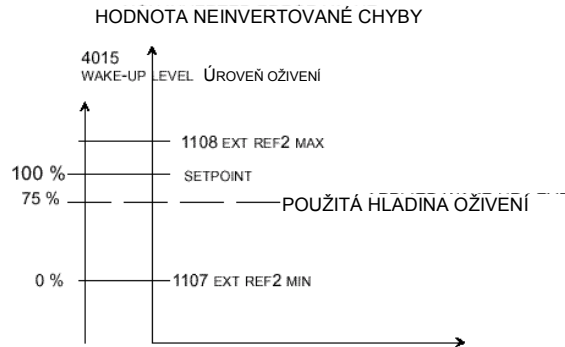 HODNOTA NEINVERTOVANÉ CHYBY
4015
WAKE-UP LEVEL ÚROVEŇ OŽIVENÍ
1108 EXT REF2 MAX
100 % SETPOINT
75 % POUŽITÁ HLADINA OŽIVENÍ
0 % 1107 EXT REF2 MIN